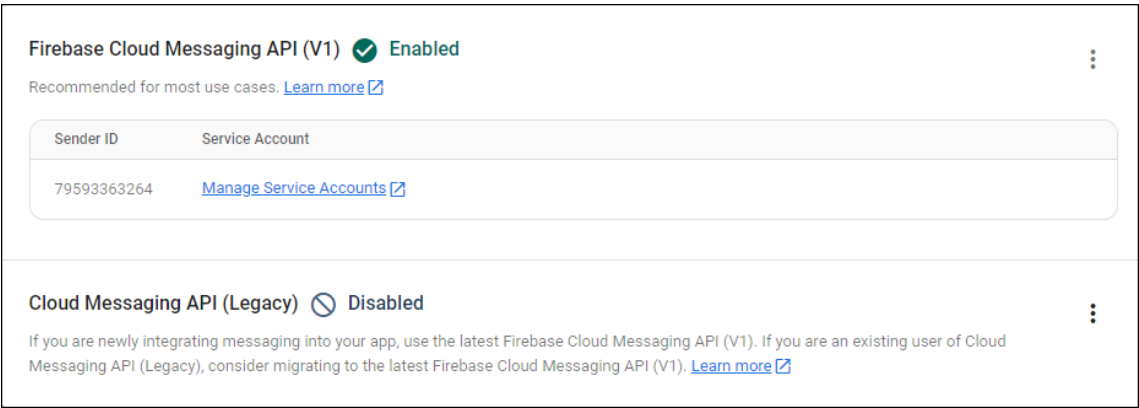 Firebase Cloud Messaging API (V1) Enabled
Recommended for most use cases. Learn more
Sender ID Service Account
79593363264 Manage Service Accounts
Cloud Messaging API (Legacy) Disabled
If you are newly integrating messaging into your app, use the latest Firebase Cloud Messaging API (V1). If you are an existing user of Cloud
Messaging API (Legacy), consider migrating to the latest Firebase Cloud Messaging API (V1). Learn more